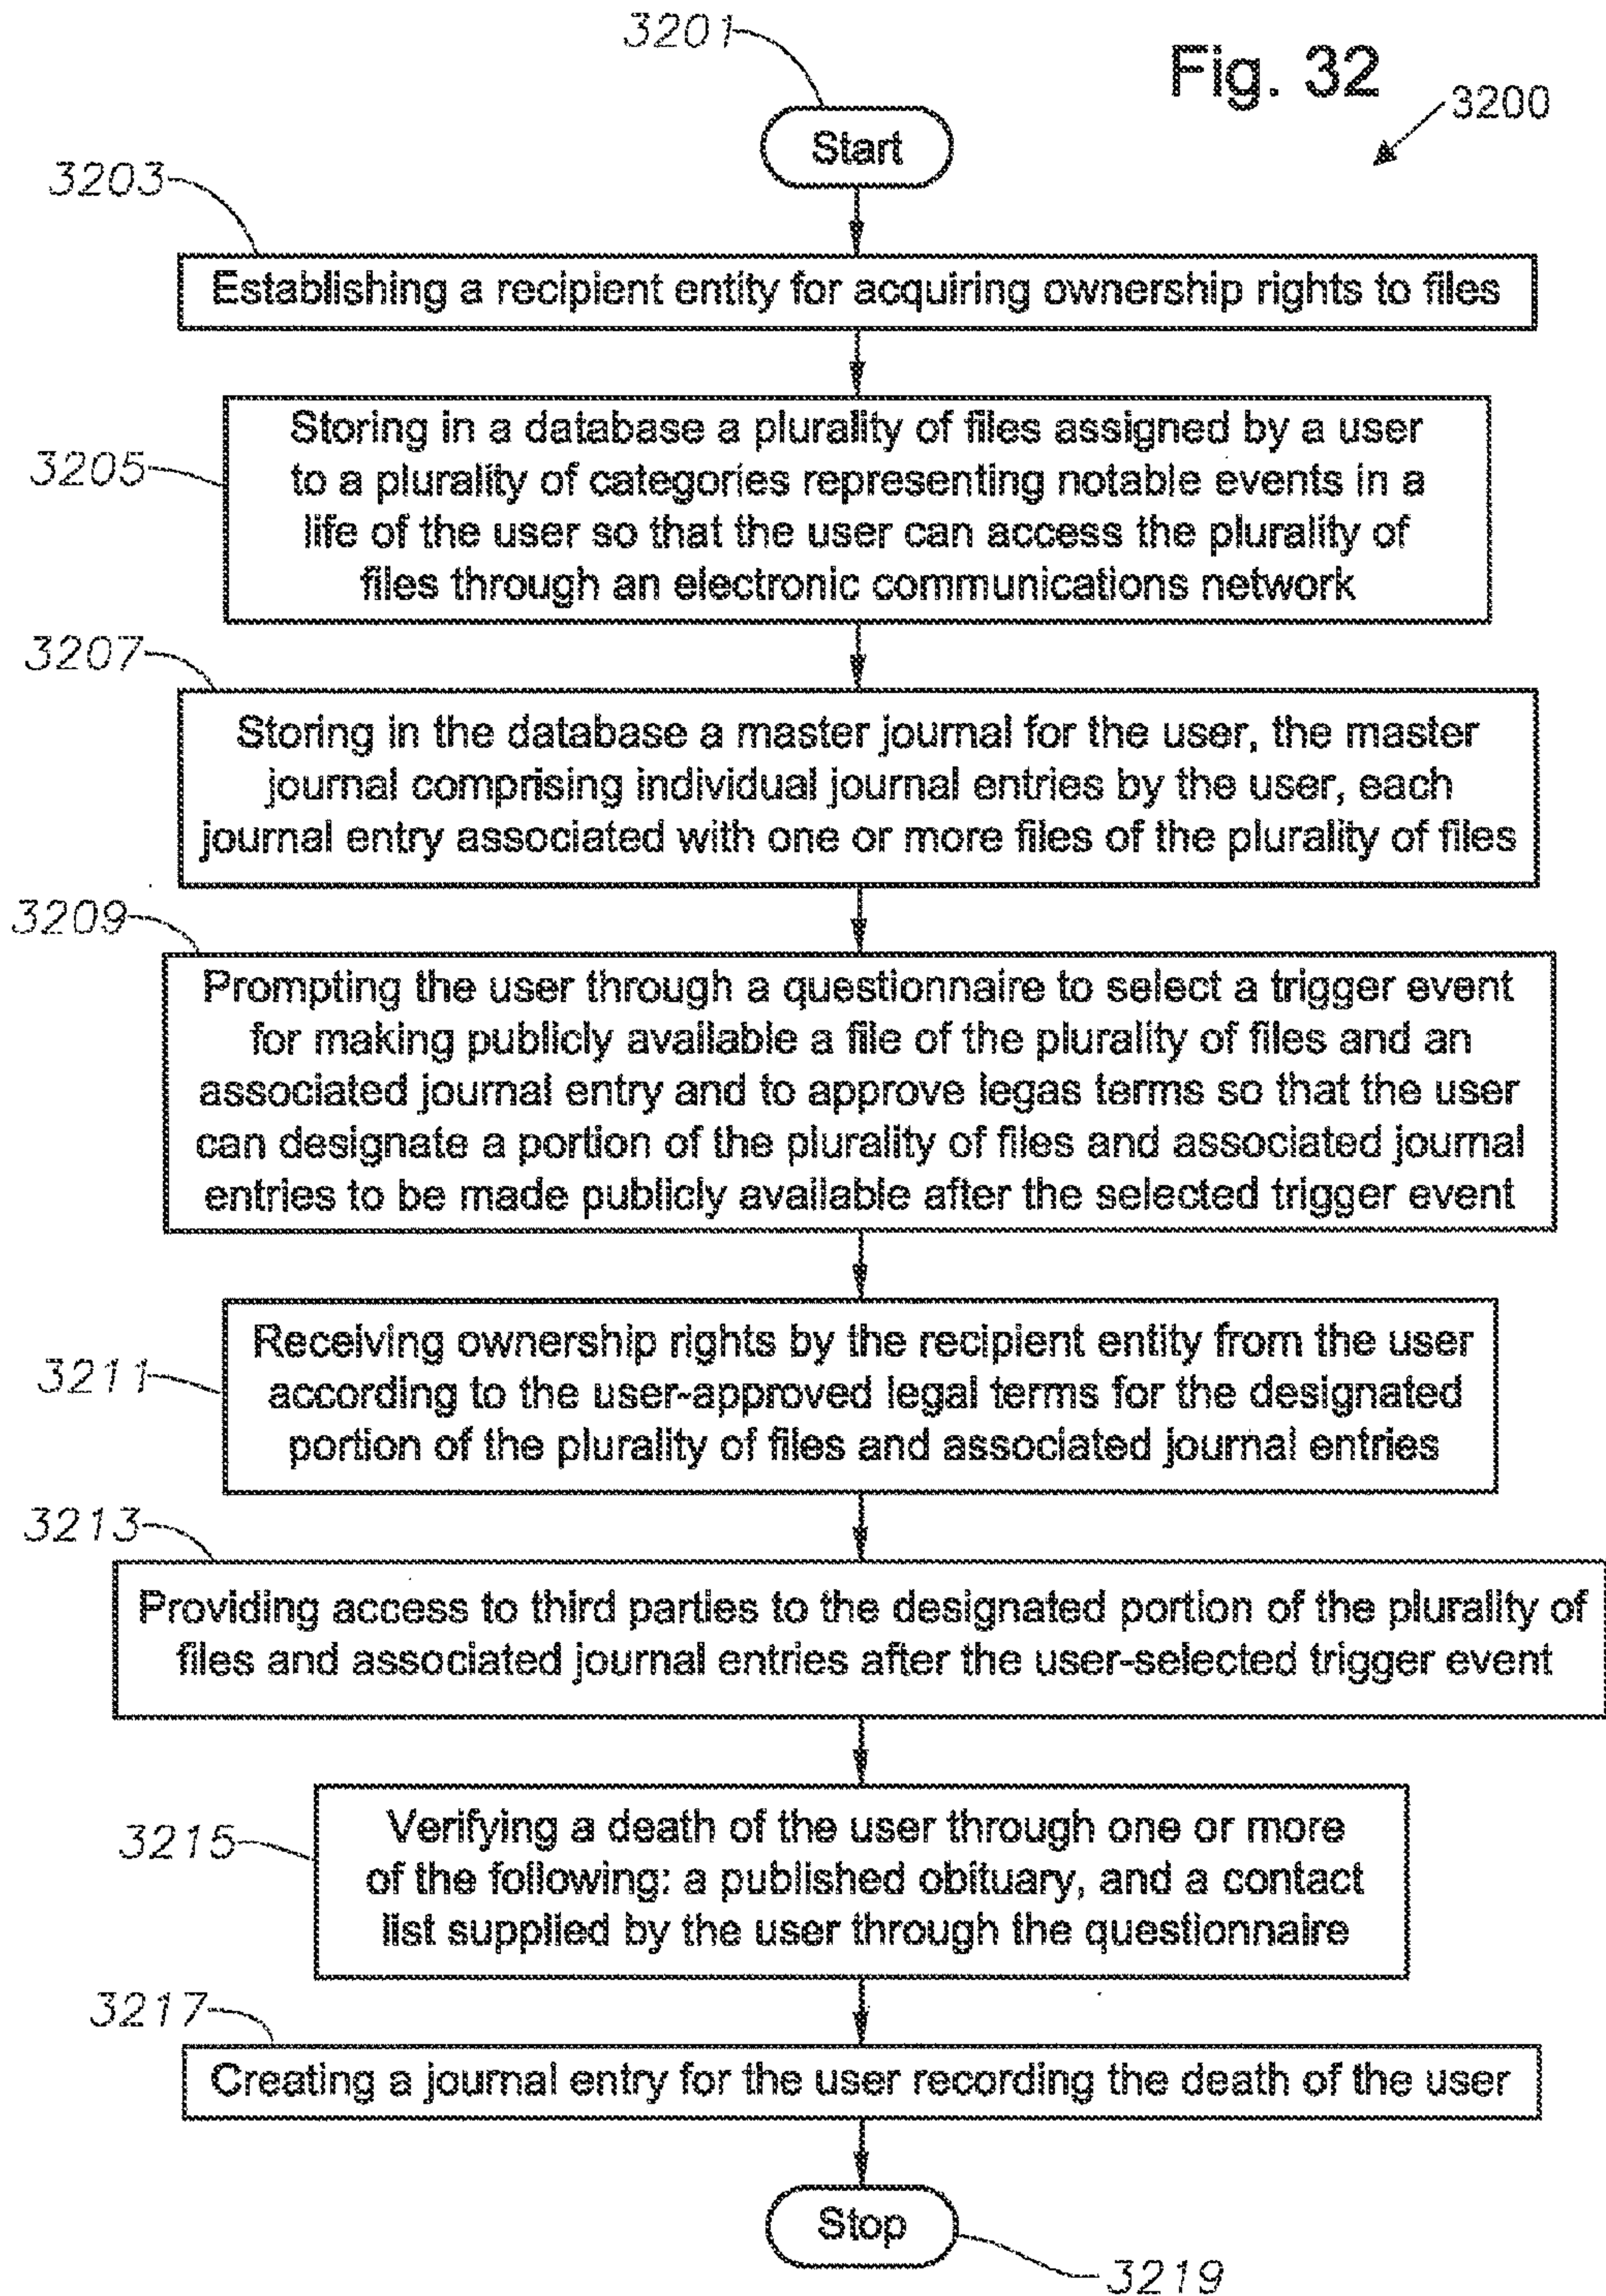 3201
Fig. 32
3200
Start
3203
Establishing a recipient entity for acquiring ownership rights to files
3205
Storing in a database a plurality of files assigned by a user
to a plurality of categories representing notable events in a
life of the user so that the user can access the plurality of
files through an electronic communications network
3207
Storing in the database a master journal for the user, the master
journal comprising individual journal entries by the user, each
journal entry associated with one or more files of the plurality of files
3209
Prompting the user through a questionnaire to select a trigger event
for making publicly available a file of the plurality of files and an
associated journal entry and to approve legas terms so that the user
can designate a portion of the plurality of files and associated journal
entries to be made publicly available after the selected trigger event
3211
Receiving ownership rights by the recipient entity from the user
according to the user-approved legal terms for the designated
portion of the plurality of files and associated journal entries
3213
Providing access to third parties to the designated portion of the plurality of
files and associated journal entries after the user-selected trigger event
3215
Verifying a death of the user through one or more
of the following: a published obituary, and a contact
list supplied by the user through the questionnaire
3217
Creating a journal entry for the user recording the death of the user
Stop
3219